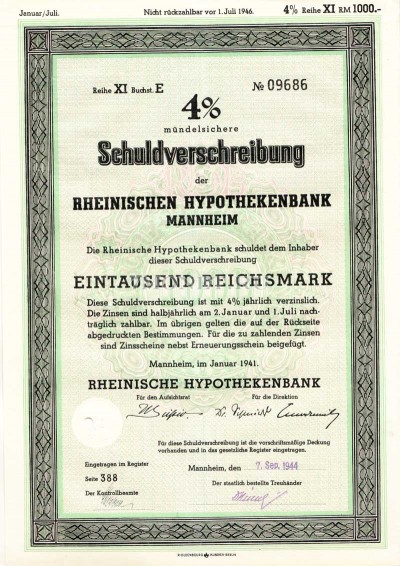 Januar/Juli. Nicht rückzahlbar vor 1. Juli 1946. 4% Reihe XI RM 1000.-
Reihe XI Buchst. E № 09686
4%
mündelsichere
Schuldverschreibung
der
RHEINISCHEN HYPOTHEKENBANK
MANNHEIM
Die Rheinische Hypothekenbank schuldet dem Inhaber
dieser Schuldverschreibung
EINTAUSEND REICHSMARK
Diese Schuldverschreibung ist mit 4% jährlich verzinslich.
Die Zinsen sind halbjährlich am 2. Januar und 1. Juli nach-
träglich zahlbar. Im übrigen gelten die auf der Rückseite
abgedruckten Bestimmungen. Für die zu zahlenden Zinsen
sind Zinsscheine nebst Erneuerungsschein beigefügt.
Mannheim, im Januar 1941.
RHEINISCHE HYPOTHEKENBANK
Für den Aufsichtsrat Für die Direktion
Für diese Schuldverschreibung ist die vorschriftsmäßige Deckung
vorhanden und in das gesetzliche Register eingetragen.
Eingetragen im Register Mannheim, den 7. Sep. 1944
Seite 388 Der staatlich bestellte Treuhänder
Der Kontrollbeamte